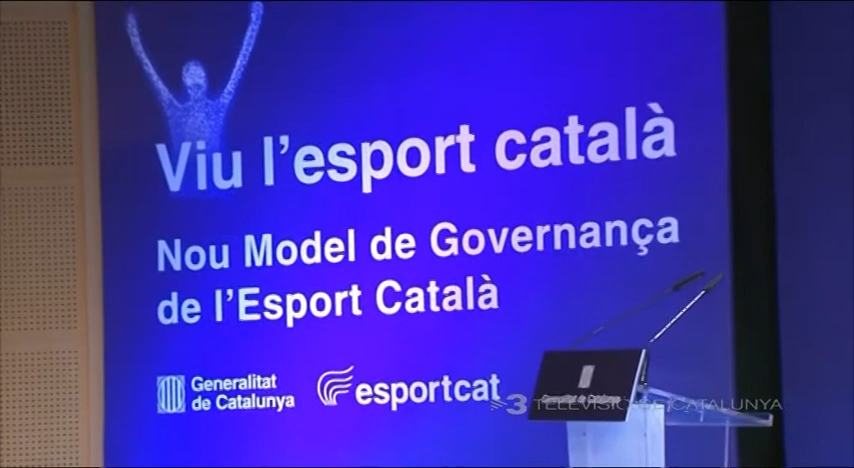 Viu l'esport català
Nou Model de Governança
de l'Esport Català
Generalitat
de Catalunya
esportcat
3 TELEVISIÓ DE CATALUNYA